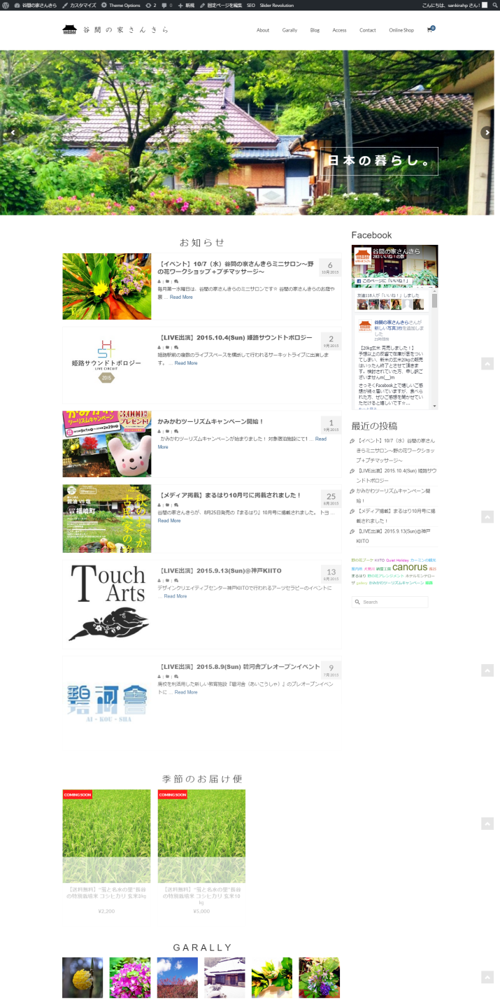 谷間の家さんきら カスタマイズ Theme Options 2 0 新規 固定ページを編集 SEO Slider Revolution こんにちは、sankirahp さん!
谷間の家さんきら About Garally Blog Access Contact Online Shop 0
日本の暮らし。
お知らせ
【イベント】10/7（水）谷間の家さんきらミニサロン～野
の花ワークショップ＋プチマッサージ～
6
10月 2015
毎月第一水曜日は、谷間の家さんきらのミニサロンです☆ 谷間の家さんきらのお庭や
裏 ... Read More
姫路サウンドトポロジー
LIVE CIRCUIT
2015
【LIVE出演】2015.10.4(Sun) 姫路サウンドトポロジー
2
9月 2015
姫路駅前の複数のライブスペースを横断して行われるサーキットライブに出演しま
す。 ... Read More
かみかわ
ツーリズムキャンペーン
3,000
プレゼント!
かみかわツーリズムキャンペーン開始！
1
9月 2015
かみかわツーリズムキャンペーンが始まりました！ 対象宿泊施設にて1 ... Read
More
醤油 vs 塩
福崎町
秋のおでか
古民家の
【メディア掲載】まるはり10月号に掲載されました！
25
8月 2015
谷間の家さんきらが、8月25日発売の『まるはり』10月号に掲載されました。 トヨ ...
Read More
Touch
Arts
【LIVE出演】2015.9.13(Sun)@神戸KIITO
13
8月 2015
デザインクリエイティブセンター神戸KIITOで行われるアーツセラピーのイベントに
... Read More
碧河舎
AI・KOU・SHA
【LIVE出演】2015.8.9(Sun) 碧河舎プレオープンイベント
9
7月 2015
廃校を利活用した新しい教育施設『碧河舎（あいこうしゃ）』のプレオープンイベン
トに ... Read More
Facebook
谷間の家さんきら
283 いいね！の数
このページに「いいね！」
友達118人が「いいね！」しました
谷間の家さんきらさんが
新しい写真3枚を追加しま
した
21時間前
【20kg玄米 完売しました！】
予想以上の反響で在庫が底をつい
てしまい、新米の玄米20kgの販売
はいったん終了とさせて頂きま
す。検討されていた方、申し訳ご
ざいませんm(__)m
さっそくFacebook上で嬉しいご感
想が続々届いていますが、食べら
れた方、ぜひご感想を聞かせてい
ただけると嬉しいです☆...
最近の投稿
【イベント】10/7（水）谷間の家さん
きらミニサロン～野の花ワークショッ
プ＋プチマッサージ～
【LIVE出演】2015.10.4(Sun) 姫路サウ
ンドトポロジー
かみかわツーリズムキャンペーン開
始！
【メディア掲載】まるはり10月号に掲
載されました！
【LIVE出演】2015.9.13(Sun)@神戸
KIITO
野の花ブーケ KIITO Quiet Holiday カーミンの観光
案内所 犬見川 納屋工房 canorus 長谷
まるはり 野の花アレンジメント ホテルモンテロー
ザ gallery かみかわツーリズムキャンペーン
Search
季節のお届け便
COMING SOON COMING SOON
【送料無料】“蛍と名水の里”長谷
の特別栽培米 コシヒカリ 玄米3kg
¥2,200
【送料無料】“蛍と名水の里”長谷
の特別栽培米 コシヒカリ 玄米10
kg
¥5,000
GARALLY